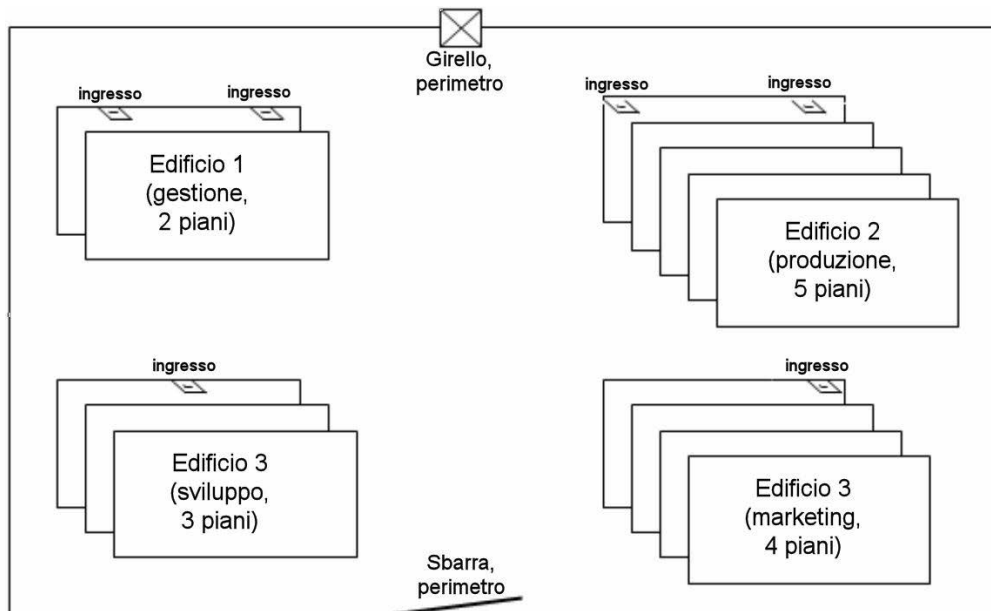 Girello,
perimetro
ingresso
ingresso
Edificio 1
(gestione,
2 piani)
ingresso
ingresso
Edificio 2
(produzione,
5 piani)
ingresso
Edificio 3
(sviluppo,
3 piani)
ingresso
Edificio 3
(marketing,
4 piani)
Sbarra,
perimetro